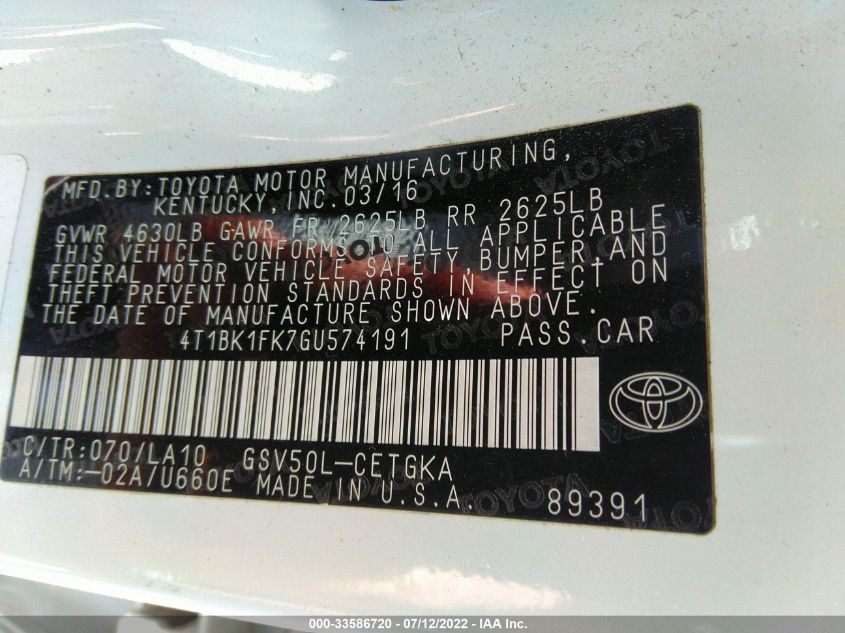 MFD. BY: TOYOTA MOTOR MANUFACTURING,
KENTUCKY, INC. 03/16
GVWR 4630LB GAWR FR 2625LB RR 2625LB
THIS VEHICLE CONFORMS TO ALL APPLICABLE
FEDERAL MOTOR VEHICLE SAFETY, BUMPER, AND
THEFT PREVENTION STANDARDS IN EFFECT ON
THE DATE OF MANUFACTURE SHOWN ABOVE.
4T1BK1FK7GU574191 PASS. CAR
C/TR: 070/LA10 GSV50L-CETGKA
A/TM: -02A/U660E MADE IN U.S.A. 89391
000-33586720 - 07/12/2022 - IAA Inc.